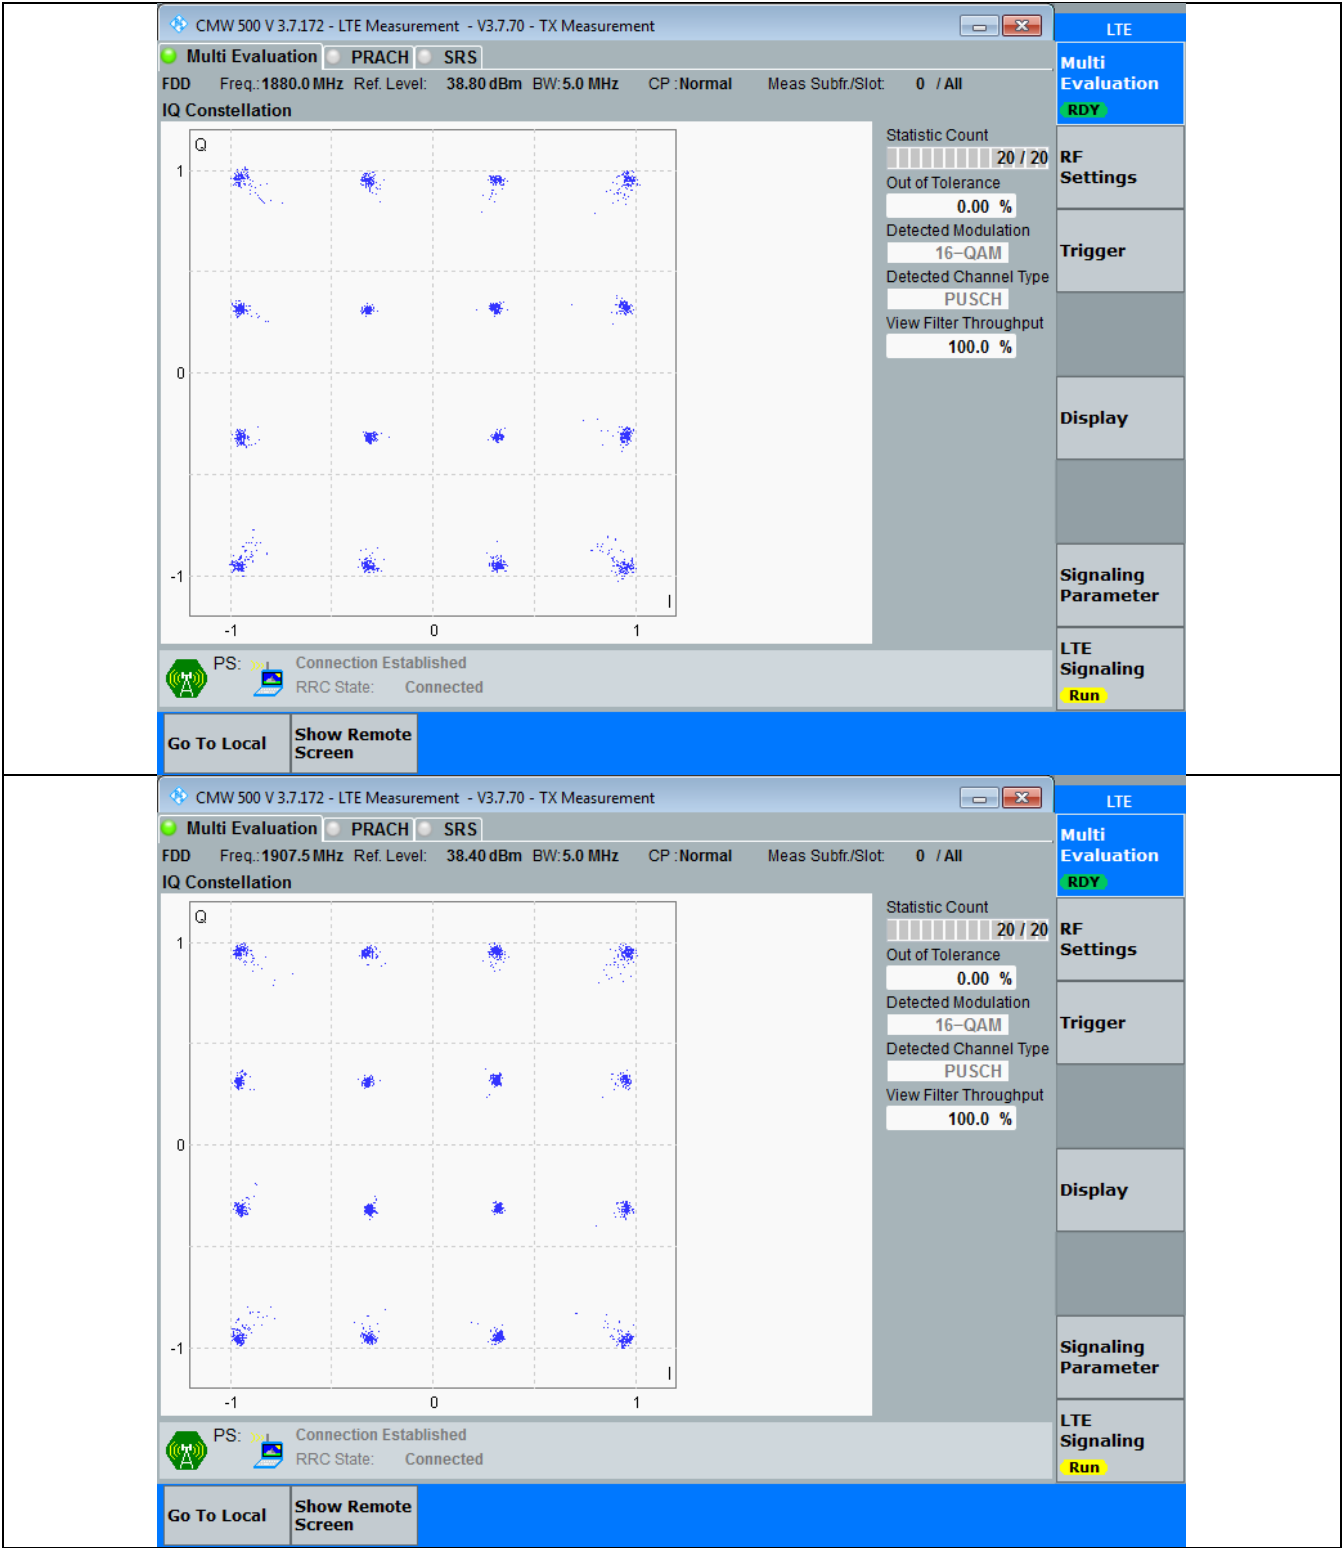 CMW 500 V 3.7.172 - LTE Measurement - V3.7.70 - TX Measurement
LTE
Multi Evaluation PRACH SRS
Multi
Evaluation
RDY
FDD Freq.: 1880.0 MHz Ref. Level: 38.80 dBm BW: 5.0 MHz CP : Normal Meas Subfr./Slot: 0 / All
IQ Constellation
Q
1
0
-1
I
-1 0 1
Statistic Count
20 / 20
Out of Tolerance
0.00 %
Detected Modulation
16-QAM
Detected Channel Type
PUSCH
View Filter Throughput
100.0 %
RF
Settings
Trigger
Display
Signaling
Parameter
LTE
Signaling
Run
PS: Connection Established
RRC State: Connected
Go To Local
Show Remote
Screen
CMW 500 V 3.7.172 - LTE Measurement - V3.7.70 - TX Measurement
LTE
Multi Evaluation PRACH SRS
Multi
Evaluation
RDY
FDD Freq.: 1907.5 MHz Ref. Level: 38.40 dBm BW: 5.0 MHz CP : Normal Meas Subfr./Slot: 0 / All
IQ Constellation
Q
1
0
-1
I
-1 0 1
Statistic Count
20 / 20
Out of Tolerance
0.00 %
Detected Modulation
16-QAM
Detected Channel Type
PUSCH
View Filter Throughput
100.0 %
RF
Settings
Trigger
Display
Signaling
Parameter
LTE
Signaling
Run
PS: Connection Established
RRC State: Connected
Go To Local
Show Remote
Screen